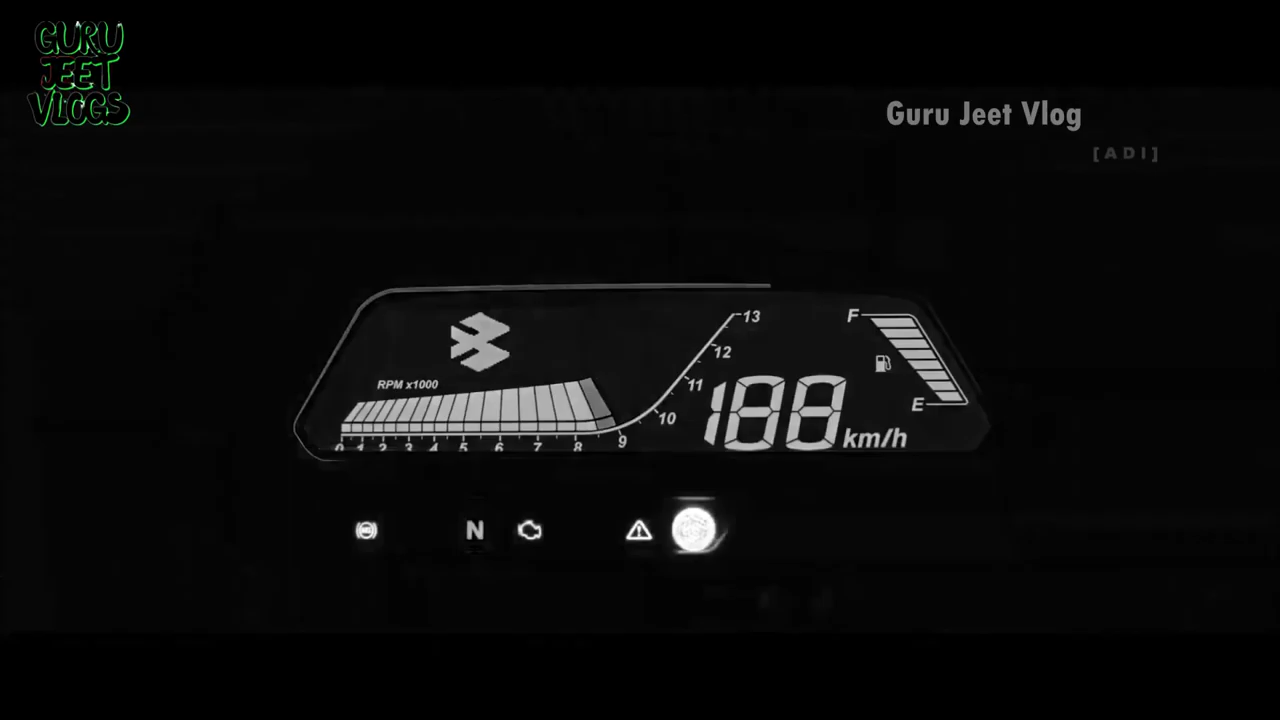 GURU
JEET
VLOGS
Guru Jeet Vlog
[ADI]
RPM x1000
0 1 2 3 4 5 6 7 8 9 10 11 12 13
188 km/h
F
E
N